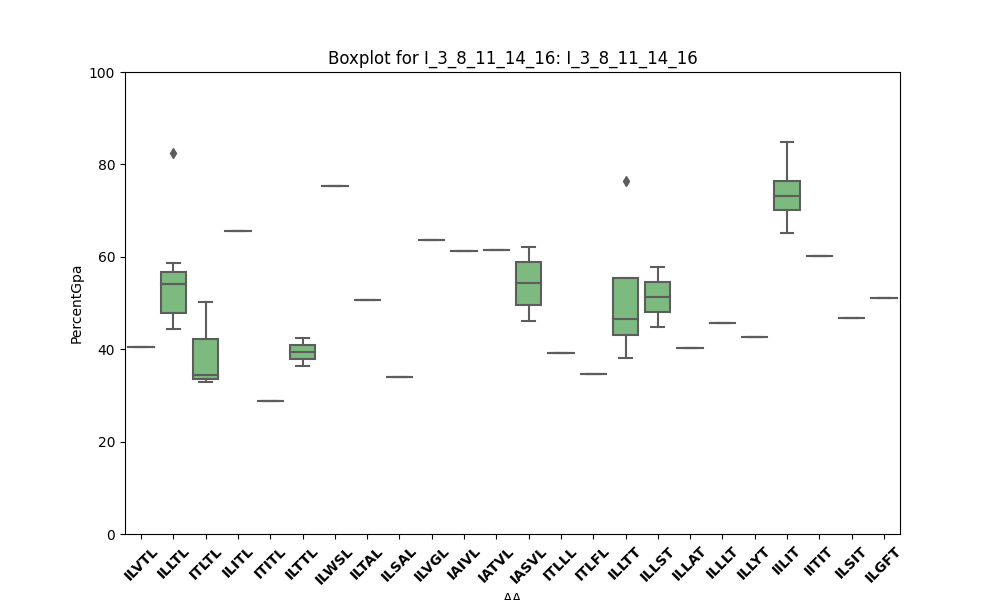 Boxplot for I_3_8_11_14_16: I_3_8_11_14_16
PercentGpa
100
80
60
40
20
0
ILVTL ILLTL ITLTL ILITL ITITL ILTTL ILWSL ILTAL ILSAL ILVGL IAIVL IATVL IASVL ITLLL ITLFL ILLTT ILLST ILLAT ILLLT ILLYT IILIT IITIT ILSIT ILGFT
AA